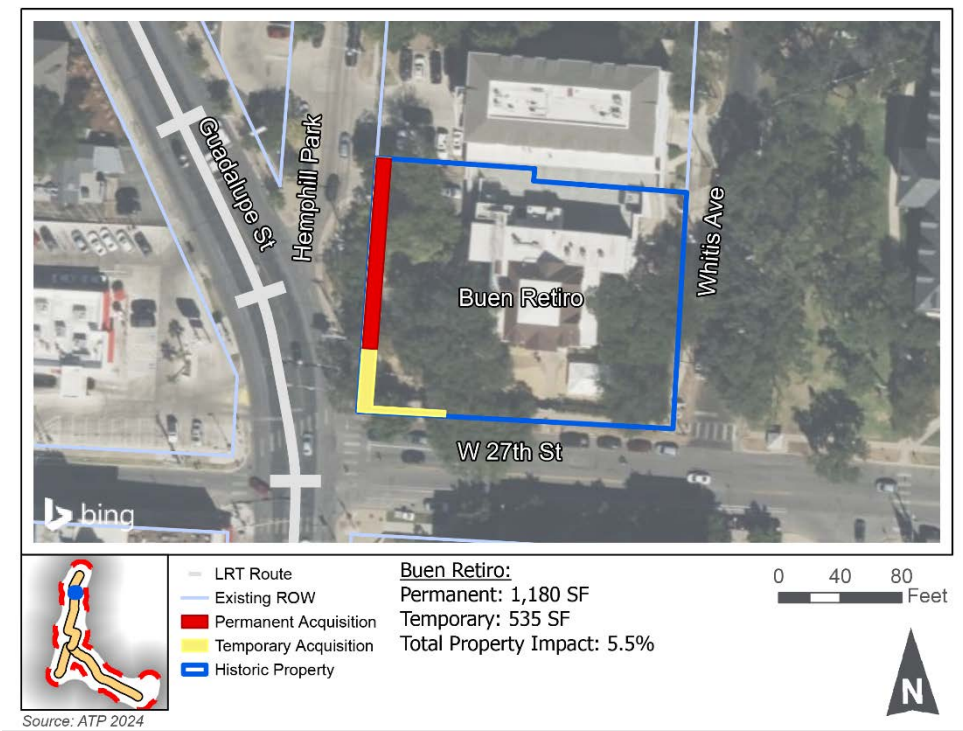 Guadalupe St
Hemphill Park
Whitis Ave
Buen Retiro
W 27th St
bing
LRT Route
Existing ROW
Permanent Acquisition
Temporary Acquisition
Historic Property
Buen Retiro:
Permanent: 1,180 SF
Temporary: 535 SF
Total Property Impact: 5.5%
0 40 80
Feet
N
Source: ATP 2024